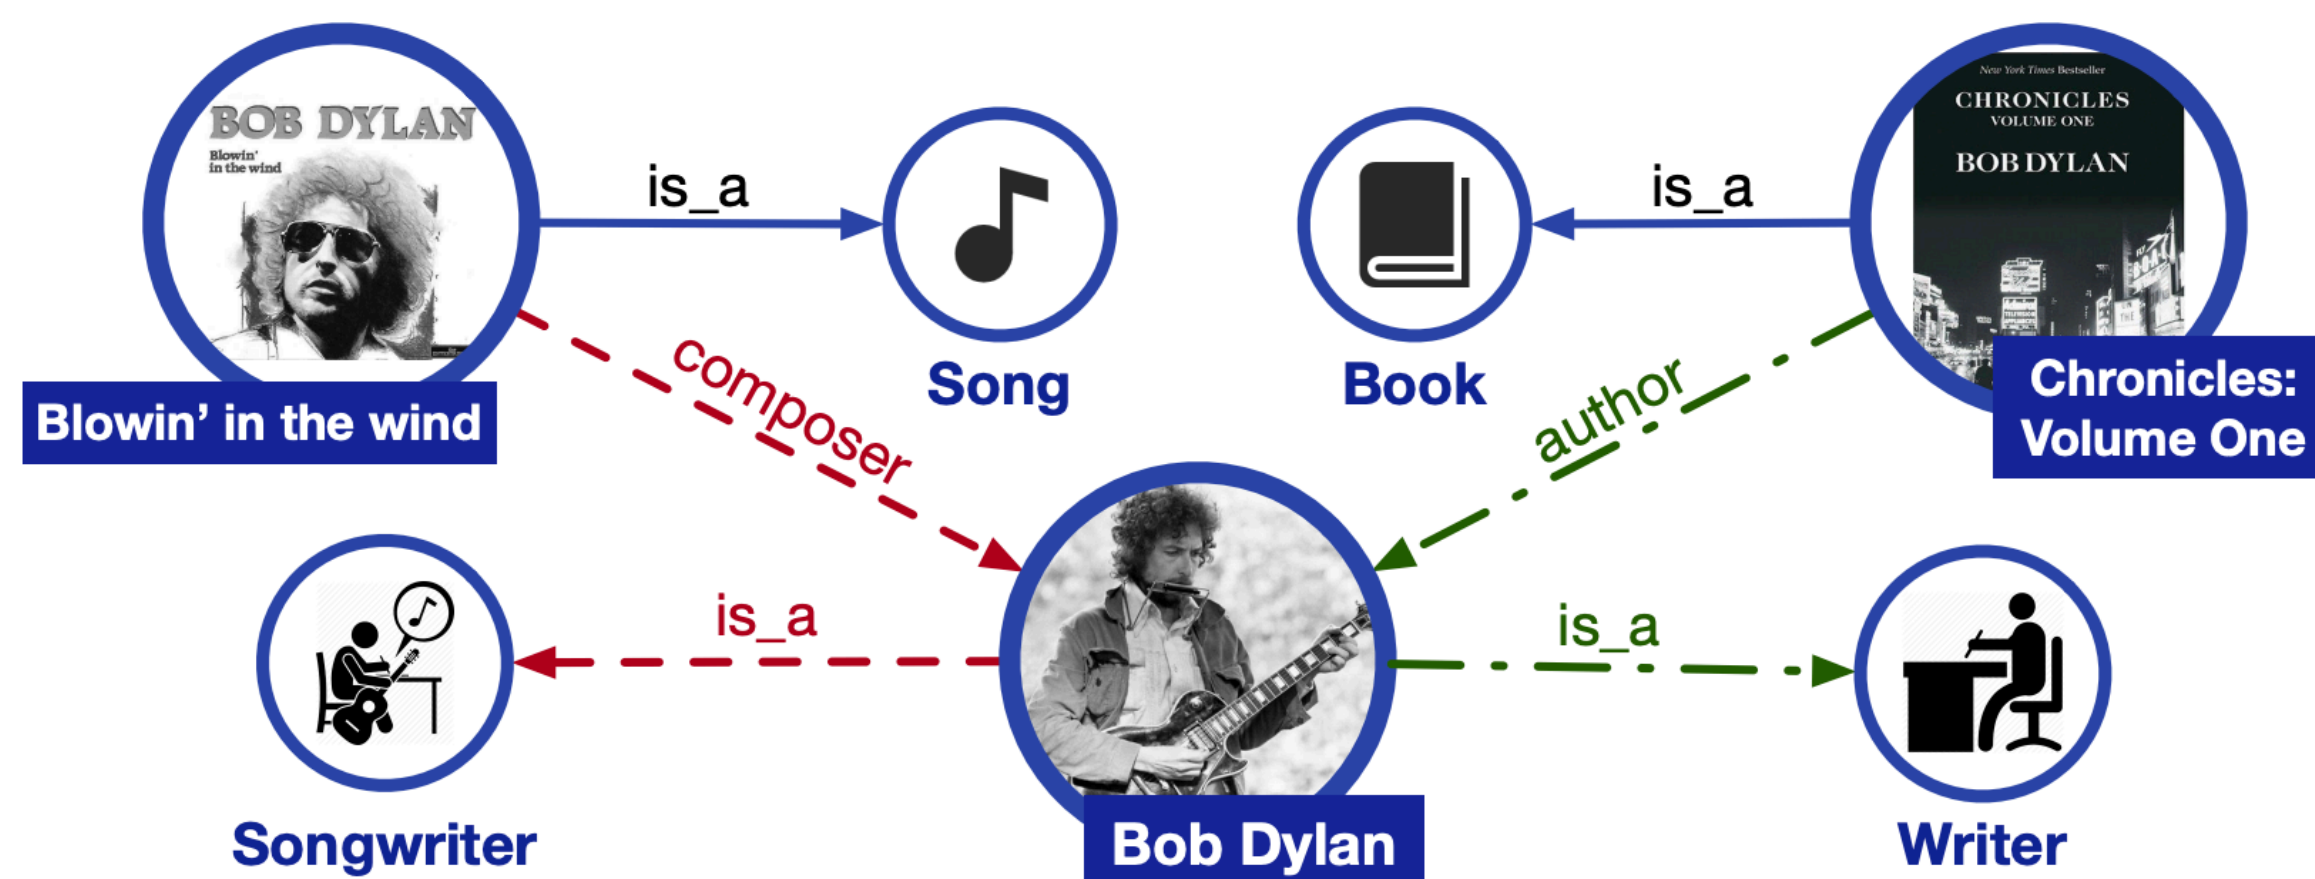 BOB DYLAN
Blowin'
in the wind
is_a
is_a
New York Times Bestseller
CHRONICLES
VOLUME ONE
BOB DYLAN
Blowin' in the wind
Song
Book
Chronicles:
Volume One
composer
author
is_a
is_a
Songwriter
Bob Dylan
Writer